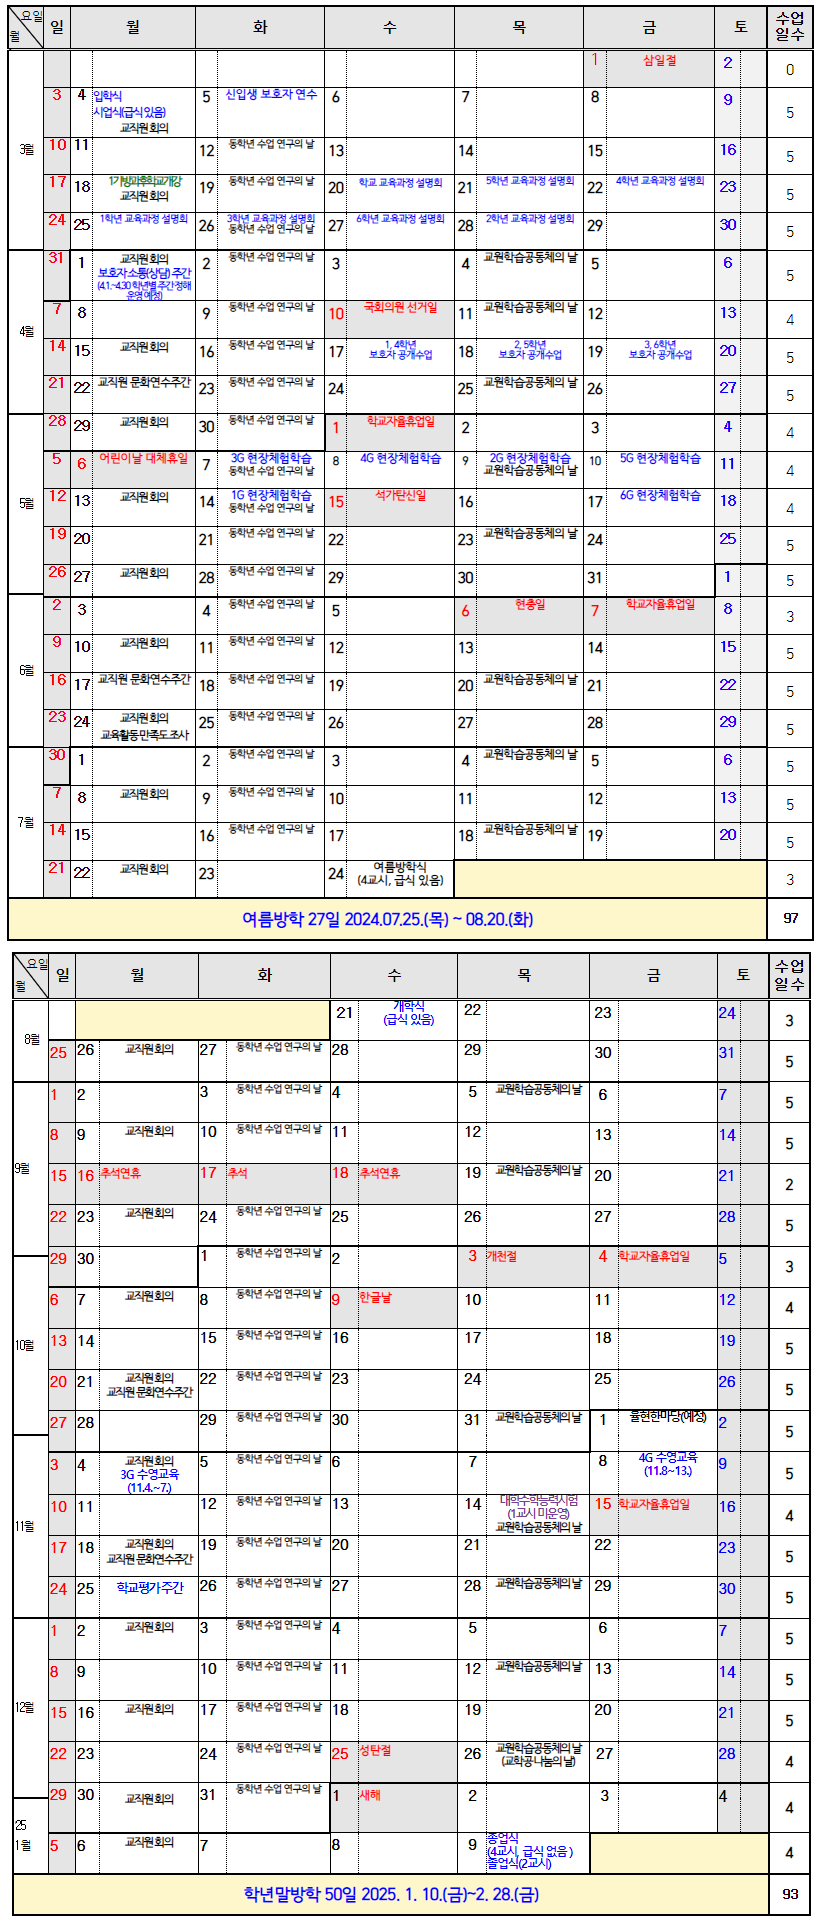 요일 월 일 월 화 수 목 금 토 수업 일수
1 삼일절 2 0
3월
3 4 입학식 5 신입생 보호자 연수 6 7 8 9 5
시업식(급식 있음)
교직원회의
10 11 12 동학년 수업 연구의 날 13 14 15 16 5
17 18 1기방과후학교개강 19 동학년 수업 연구의 날 20 학교 교육과정 설명회 21 5학년 교육과정 설명회 22 4학년 교육과정 설명회 23 5
교직원회의
24 25 1학년 교육과정 설명회 26 3학년 교육과정 설명회 27 6학년 교육과정 설명회 28 2학년 교육과정 설명회 29 30 5
동학년 수업 연구의 날
4월
31 1 교직원회의 2 동학년 수업 연구의 날 3 4 교원학습공동체의 날 5 6 5
보호자 소통(상담) 주간
(4.1.~4.30 학년별 주간 정해
운영 예정)
7 8 9 동학년 수업 연구의 날 10 국회의원 선거일 11 교원학습공동체의 날 12 13 4
14 15 교직원회의 16 동학년 수업 연구의 날 17 1, 4학년 18 2, 5학년 19 3, 6학년 20 5
보호자 공개수업 보호자 공개수업 보호자 공개수업
21 22 교직원 문화연수주간 23 동학년 수업 연구의 날 24 25 교원학습공동체의 날 26 27 5
28 29 교직원회의 30 동학년 수업 연구의 날 1 학교자율휴업일 2 3 4 4
5월
5 6 어린이날 대체휴일 7 3G 현장체험학습 8 4G 현장체험학습 9 2G 현장체험학습 10 5G 현장체험학습 11 4
동학년 수업 연구의 날 교원학습공동체의 날
12 13 교직원회의 14 1G 현장체험학습 15 석가탄신일 16 17 6G 현장체험학습 18 4
동학년 수업 연구의 날
19 20 21 동학년 수업 연구의 날 22 23 교원학습공동체의 날 24 25 5
26 27 교직원회의 28 동학년 수업 연구의 날 29 30 31 1 5
6월
2 3 4 동학년 수업 연구의 날 5 6 현충일 7 학교자율휴업일 8 3
9 10 교직원회의 11 동학년 수업 연구의 날 12 13 14 15 5
16 17 교직원 문화연수주간 18 동학년 수업 연구의 날 19 20 교원학습공동체의 날 21 22 5
23 24 교직원회의 25 동학년 수업 연구의 날 26 27 28 29 5
교육활동 만족도 조사
7월
30 1 2 동학년 수업 연구의 날 3 4 교원학습공동체의 날 5 6 5
7 8 교직원회의 9 동학년 수업 연구의 날 10 11 12 13 5
14 15 16 동학년 수업 연구의 날 17 18 교원학습공동체의 날 19 20 5
21 22 교직원회의 23 24 여름방학식 3
(4교시, 급식 있음)
여름방학 27일 2024.07.25.(목) ~ 08.20.(화) 97
요일 월 일 월 화 수 목 금 토 수업 일수
8월
21 개학식 22 23 24 3
(급식 있음)
25 26 교직원회의 27 동학년 수업 연구의 날 28 29 30 31 5
9월
1 2 3 동학년 수업 연구의 날 4 5 교원학습공동체의 날 6 7 5
8 9 교직원회의 10 동학년 수업 연구의 날 11 12 13 14 5
15 16 추석연휴 17 추석 18 추석연휴 19 교원학습공동체의 날 20 21 2
22 23 교직원회의 24 동학년 수업 연구의 날 25 26 27 28 5
29 30 1 동학년 수업 연구의 날 2 3 개천절 4 학교자율휴업일 5 3
10월
6 7 교직원회의 8 동학년 수업 연구의 날 9 한글날 10 11 12 4
13 14 15 동학년 수업 연구의 날 16 17 18 19 5
20 21 교직원회의 22 동학년 수업 연구의 날 23 24 25 26 5
교직원 문화연수주간
27 28 29 동학년 수업 연구의 날 30 31 교원학습공동체의 날 1 율현한마당(예정) 2 5
11월
3 4 교직원회의 5 동학년 수업 연구의 날 6 7 8 4G 수영교육 9 5
3G 수영교육 (11.8~13.)
(11.4.~7.)
10 11 12 동학년 수업 연구의 날 13 14 대학수학능력시험 15 학교자율휴업일 16 4
(1교시 미운영)
교원학습공동체의 날
17 18 교직원회의 19 동학년 수업 연구의 날 20 21 22 23 5
교직원 문화연수주간
24 25 학교평가주간 26 동학년 수업 연구의 날 27 28 교원학습공동체의 날 29 30 5
12월
1 2 교직원회의 3 동학년 수업 연구의 날 4 5 6 7 5
8 9 10 동학년 수업 연구의 날 11 12 교원학습공동체의 날 13 14 5
15 16 교직원회의 17 동학년 수업 연구의 날 18 19 20 21 5
22 23 24 동학년 수업 연구의 날 25 성탄절 26 교원학습공동체의 날 27 28 4
(교학공 나눔의 날)
29 30 교직원회의 31 동학년 수업 연구의 날 1 새해 2 3 4 4
25
1월
5 6 교직원회의 7 8 9 종업식 4
(4교시, 급식 없음 )
졸업식(2교시)
학년말방학 50일 2025. 1. 10.(금)~2. 28.(금) 93